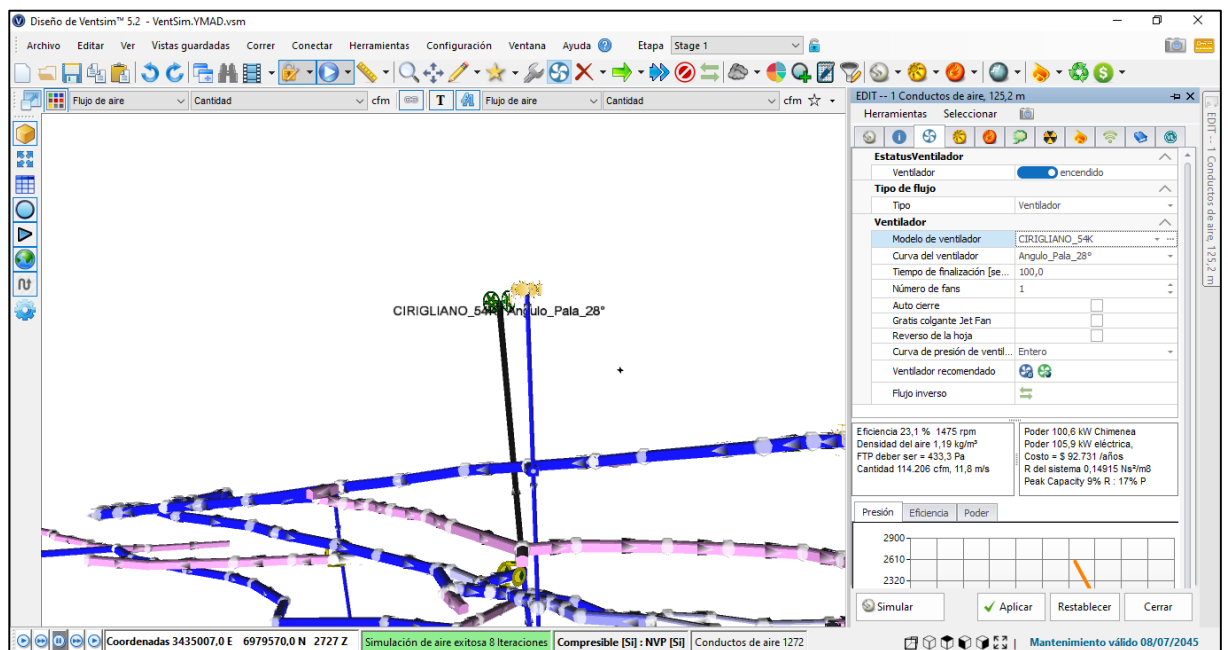 Diseño de Ventsim™ 5.2 - VentSim.YMAD.vsm
Archivo Editar Ver Vistas guardadas Correr Conectar Herramientas Configuración Ventana Ayuda Etapa Stage 1
Flujo de aire Cantidad cfm T Flujo de aire Cantidad cfm
EDIT -- 1 Conductos de aire, 125,2 m
Herramientas Seleccionar
EDIT -- 1 Conductos de aire, 125,2 m
EstatusVentilador
Ventilador encendido
Tipo de flujo
Tipo Ventilador
Ventilador
Modelo de ventilador CIRIGLIANO_54K
Curva del ventilador Angulo_Pala_28°
Tiempo de finalización [se... 100,0
Número de fans 1
Auto cierre
Gratis colgante Jet Fan
Reverso de la hoja
Curva de presión de ventil... Entero
Ventilador recomendado
Flujo inverso
CIRIGLIANO_54K Angulo_Pala_28°
Eficiencia 23,1 % 1475 rpm
Densidad del aire 1,19 kg/m³
FTP deber ser = 433,3 Pa
Cantidad 114.206 cfm, 11,8 m/s
Poder 100,6 kW Chimenea
Poder 105,9 kW eléctrica,
Costo = $ 92.731 /años
R del sistema 0,14915 Ns²/m8
Peak Capacity 9% R : 17% P
Presión Eficiencia Poder
2900
2610
2320
Simular Aplicar Restablecer Cerrar
Coordenadas 3435007,0 E 6979570,0 N 2727 Z Simulación de aire exitosa 8 Iteraciones Compresible [Si] : NVP [Si] Conductos de aire 1272 Mantenimiento válido 08/07/2045